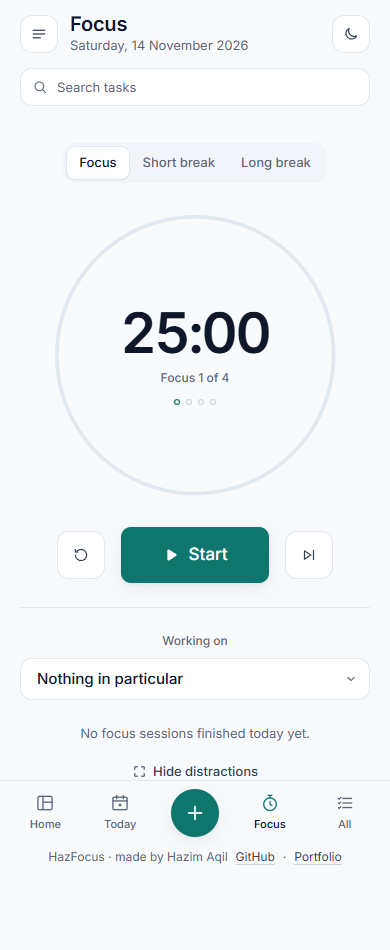 Focus
Saturday, 14 November 2026
Search tasks
Focus Short break Long break
25:00
Focus 1 of 4
Start
Working on
Nothing in particular
No focus sessions finished today yet.
Hide distractions
Home Today Focus All
HazFocus · made by Hazim Aqil GitHub · Portfolio